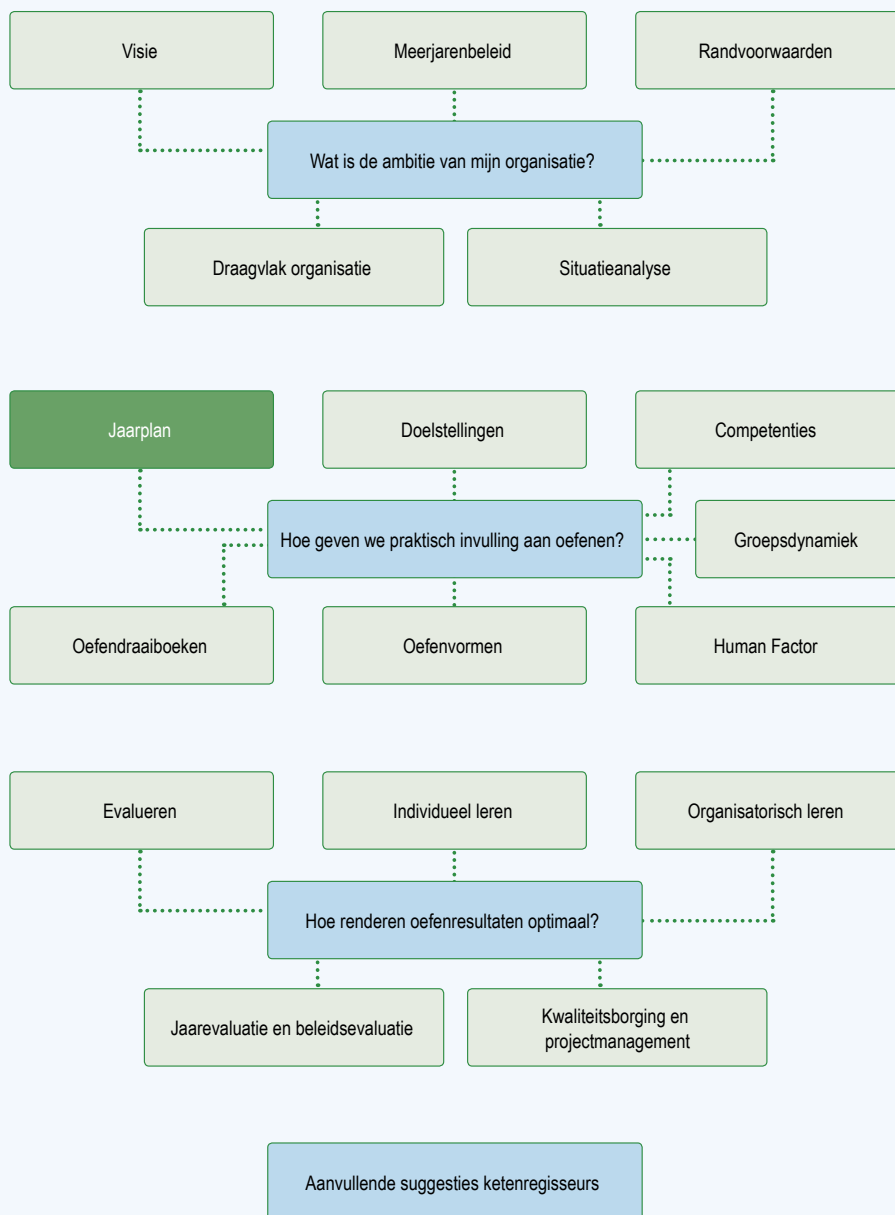 Visie
Meerjarenbeleid
Randvoorwaarden
Wat is de ambitie van mijn organisatie?
Draagvlak organisatie
Situatieanalyse
Jaarplan
Doelstellingen
Competenties
Hoe geven we praktisch invulling aan oefenen?
Groepsdynamiek
Oefendraaiboeken
Oefenvormen
Human Factor
Evalueren
Individueel leren
Organisatorisch leren
Hoe renderen oefenresultaten optimaal?
Jaarevaluatie en beleidsevaluatie
Kwaliteitsborging en
projectmanagement
Aanvullende suggesties ketenregisseurs